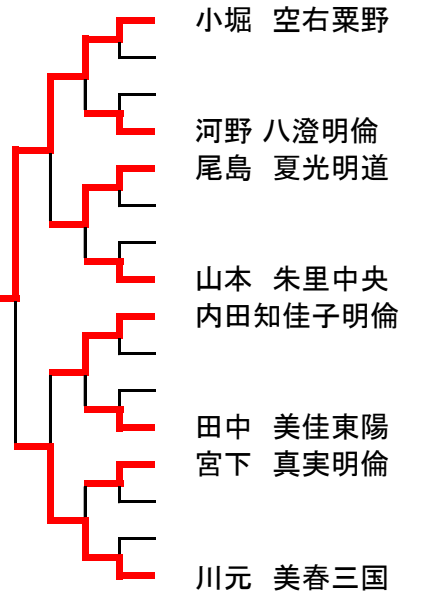 小堀 空右粟野
河野 八澄明倫
尾島 夏光明道
山本 朱里中央
内田知佳子明倫
田中 美佳東陽
宮下 真実明倫
川元 美春三国